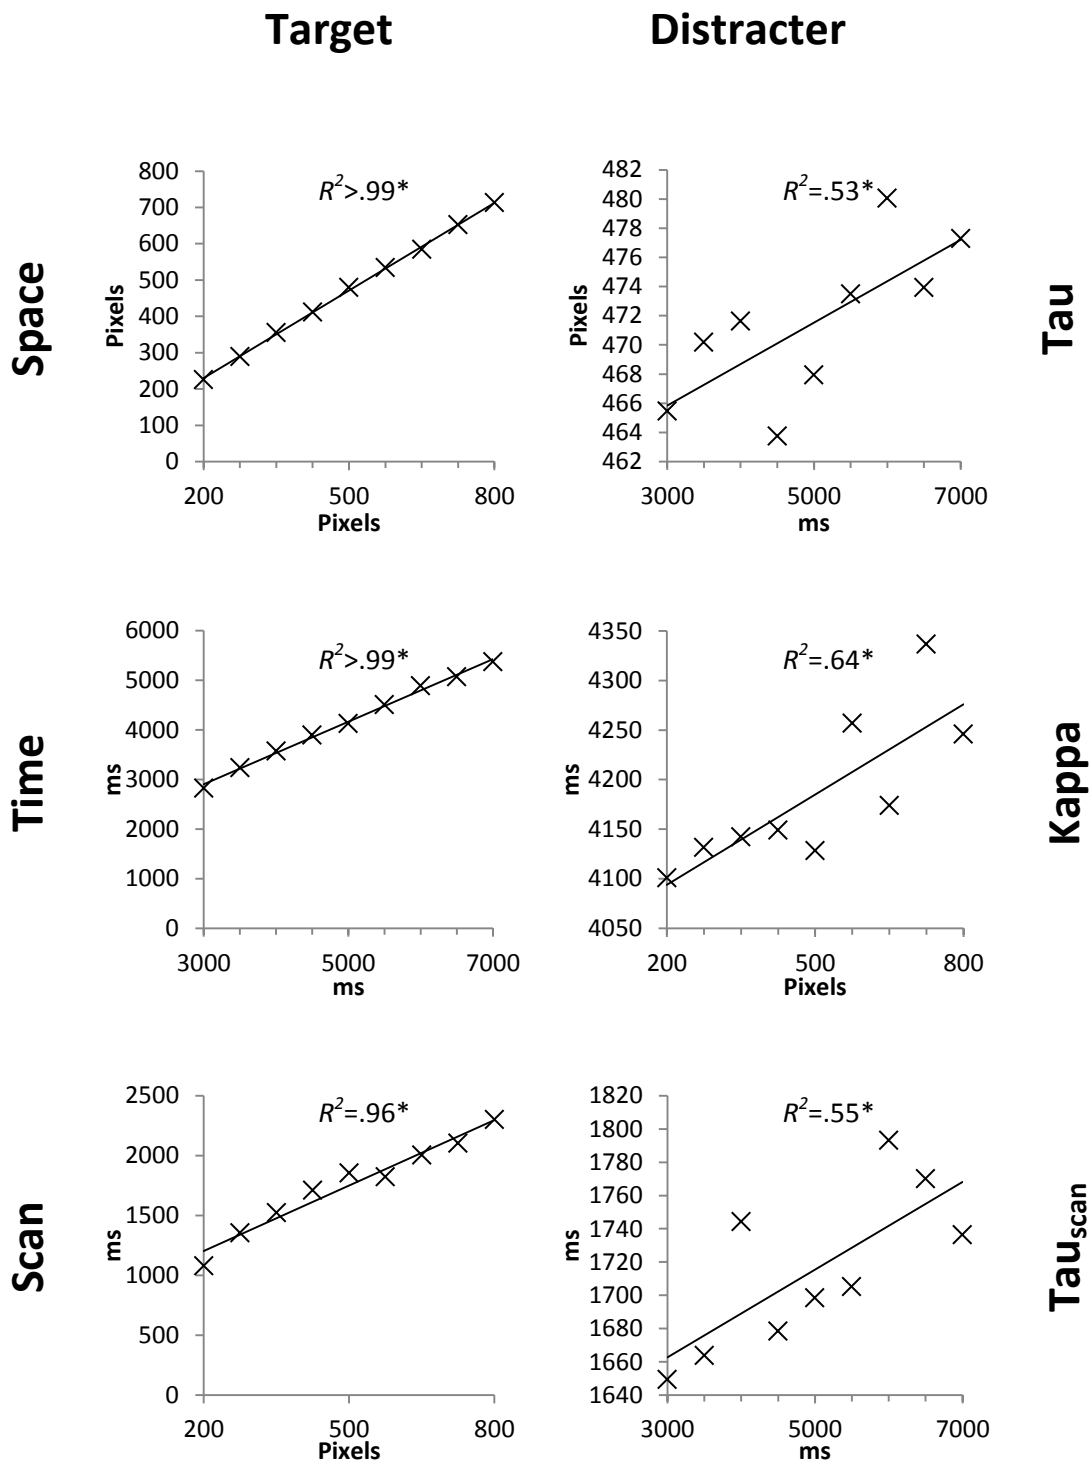 Target Distracter
Space
Pixels
800
700
600
500
400
300
200
100
0
R²>.99*
200 500 800
Pixels
Pixels
482
480
478
476
474
472
470
468
466
464
462
R²=.53*
3000 5000 7000
ms
Tau
Time
ms
6000
5000
4000
3000
2000
1000
0
R²>.99*
3000 5000 7000
ms
ms
4350
4300
4250
4200
4150
4100
4050
R²=.64*
200 500 800
Pixels
Kappa
Scan
ms
2500
2000
1500
1000
500
0
R²=.96*
200 500 800
Pixels
ms
1820
1800
1780
1760
1740
1720
1700
1680
1660
1640
R²=.55*
3000 5000 7000
ms
Tau scan